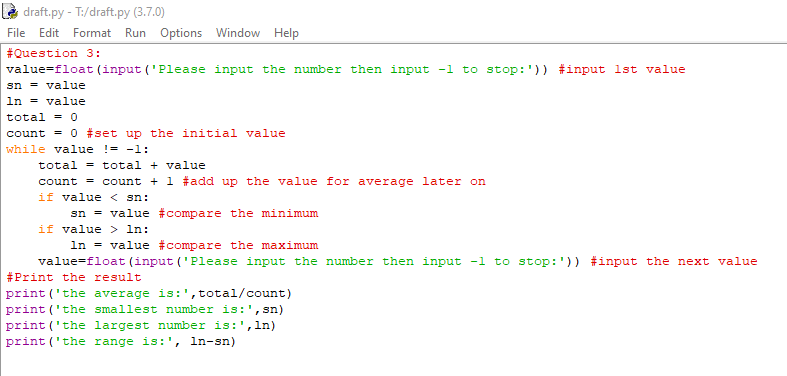 draft.py - T:/draft.py (3.7.0)
File Edit Format Run Options Window Help
#Question 3:
value=float(input('Please input the number then input -1 to stop:')) #input 1st value
sn = value
ln = value
total = 0
count = 0 #set up the initial value
while value != -1:
    total = total + value
    count = count + 1 #add up the value for average later on
    if value < sn:
        sn = value #compare the minimum
    if value > ln:
        ln = value #compare the maximum
    value=float(input('Please input the number then input -1 to stop:')) #input the next value
#Print the result
print('the average is:',total/count)
print('the smallest number is:',sn)
print('the largest number is:',ln)
print('the range is:', ln-sn)